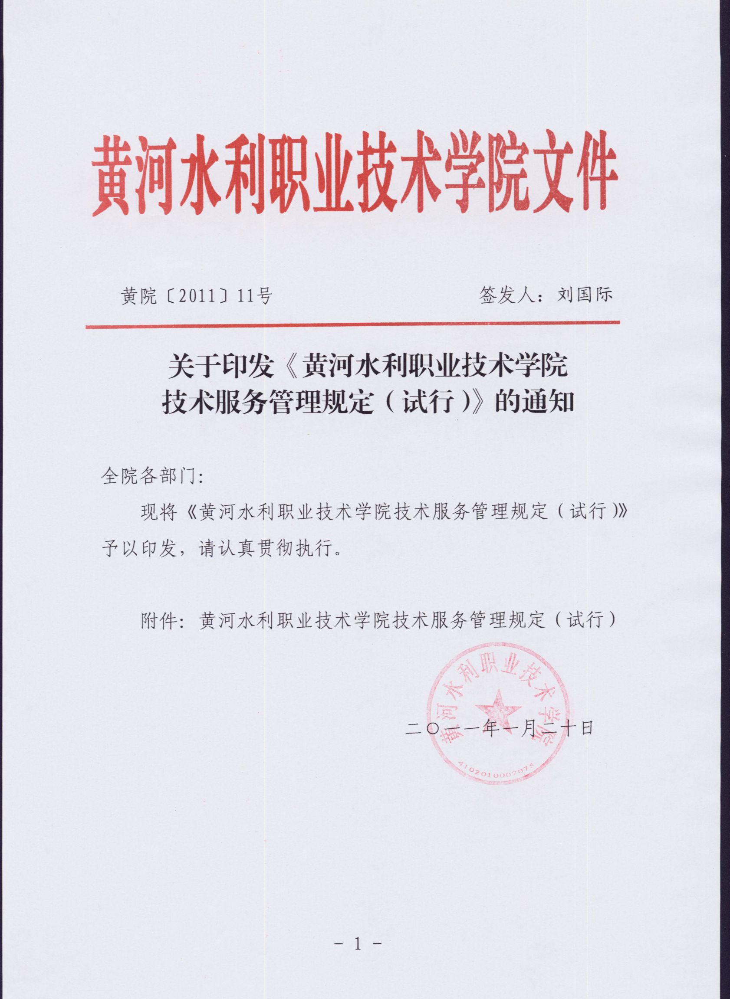 黄河水利职业技术学院文件
黄院〔2011〕11号 签发人：刘国际
关于印发《黄河水利职业技术学院
技术服务管理规定（试行）》的通知
全院各部门：
现将《黄河水利职业技术学院技术服务管理规定（试行）》
予以印发，请认真贯彻执行。
附件：黄河水利职业技术学院技术服务管理规定（试行）
黄河水利职业技术学院
二〇一一年一月二十日
4102010007075
- 1 -